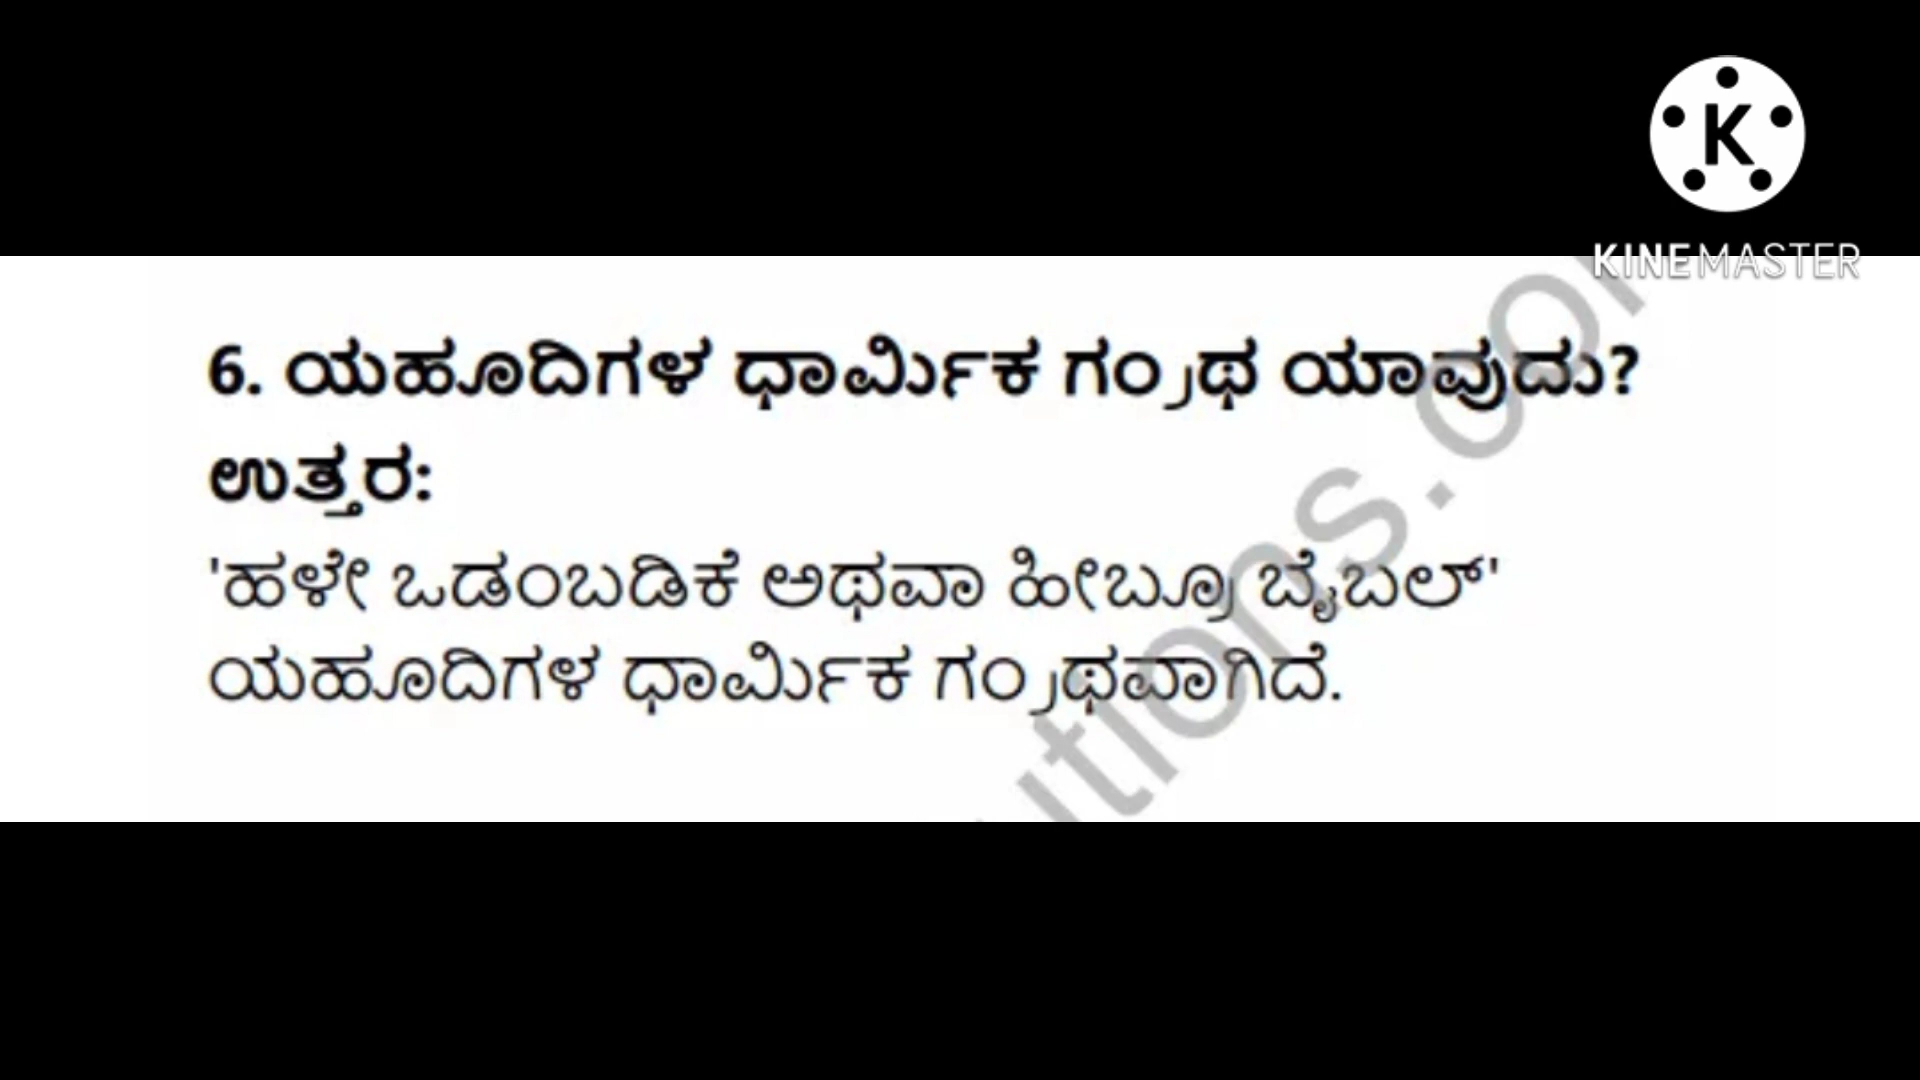 K
KINEMASTER
6. ಯಹೂದಿಗಳ ಧಾರ್ಮಿಕ ಗಂ್ರಥ ಯಾವುದು?
ಉತ್ತರ:
'ಹಳೇ ಒಡಂಬಡಿಕೆ ಅಥವಾ ಹೀಬ್ರೂ ಬೈಬಲ್'
ಯಹೂದಿಗಳ ಧಾರ್ಮಿಕ ಗಂ್ರಥವಾಗಿದೆ.